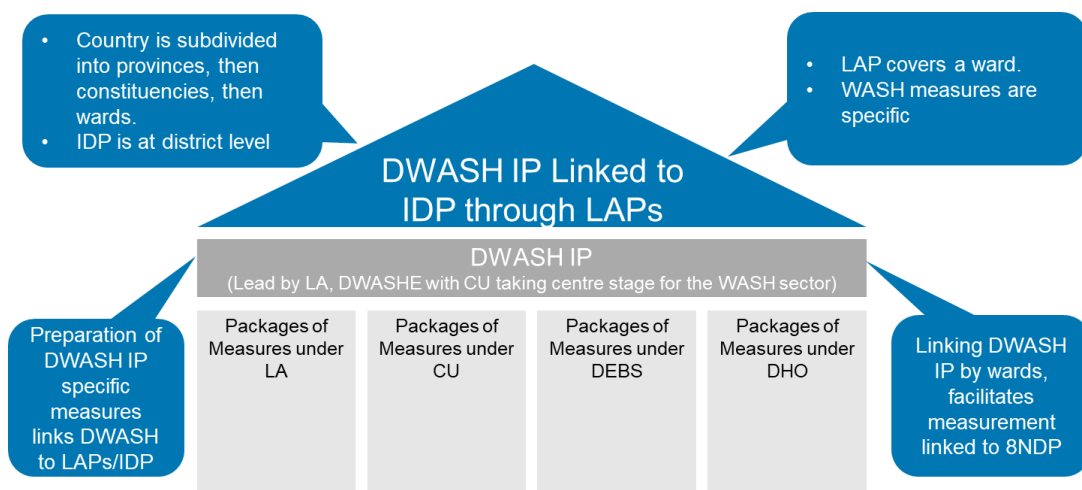 • Country is subdivided
into provinces, then
constituencies, then
wards.
• IDP is at district level
• LAP covers a ward.
• WASH measures are
specific
DWASH IP Linked to
IDP through LAPs
DWASH IP
(Lead by LA, DWASHE with CU taking centre stage for the WASH sector)
Preparation of
DWASH IP
specific
measures
links DWASH
to LAPs/IDP
Packages of
Measures under
LA
Packages of
Measures under
CU
Packages of
Measures under
DEBS
Packages of
Measures under
DHO
Linking DWASH
IP by wards,
facilitates
measurement
linked to 8NDP